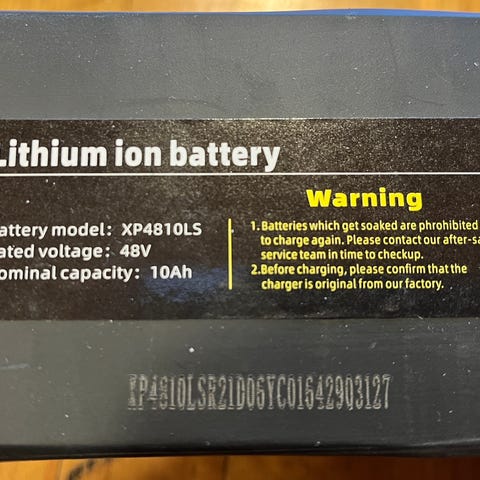 Lithium ion battery
Warning
attery model: XP4810LS
ated voltage: 48V
ominal capacity: 10Ah
1. Batteries which get soaked are phrohibited
to charge again. Please contact our after-sa
service team in time to checkup.
2.Before charging, please confirm that the
charger is original from our factory.
XP4810LSR21D06YC01642903127